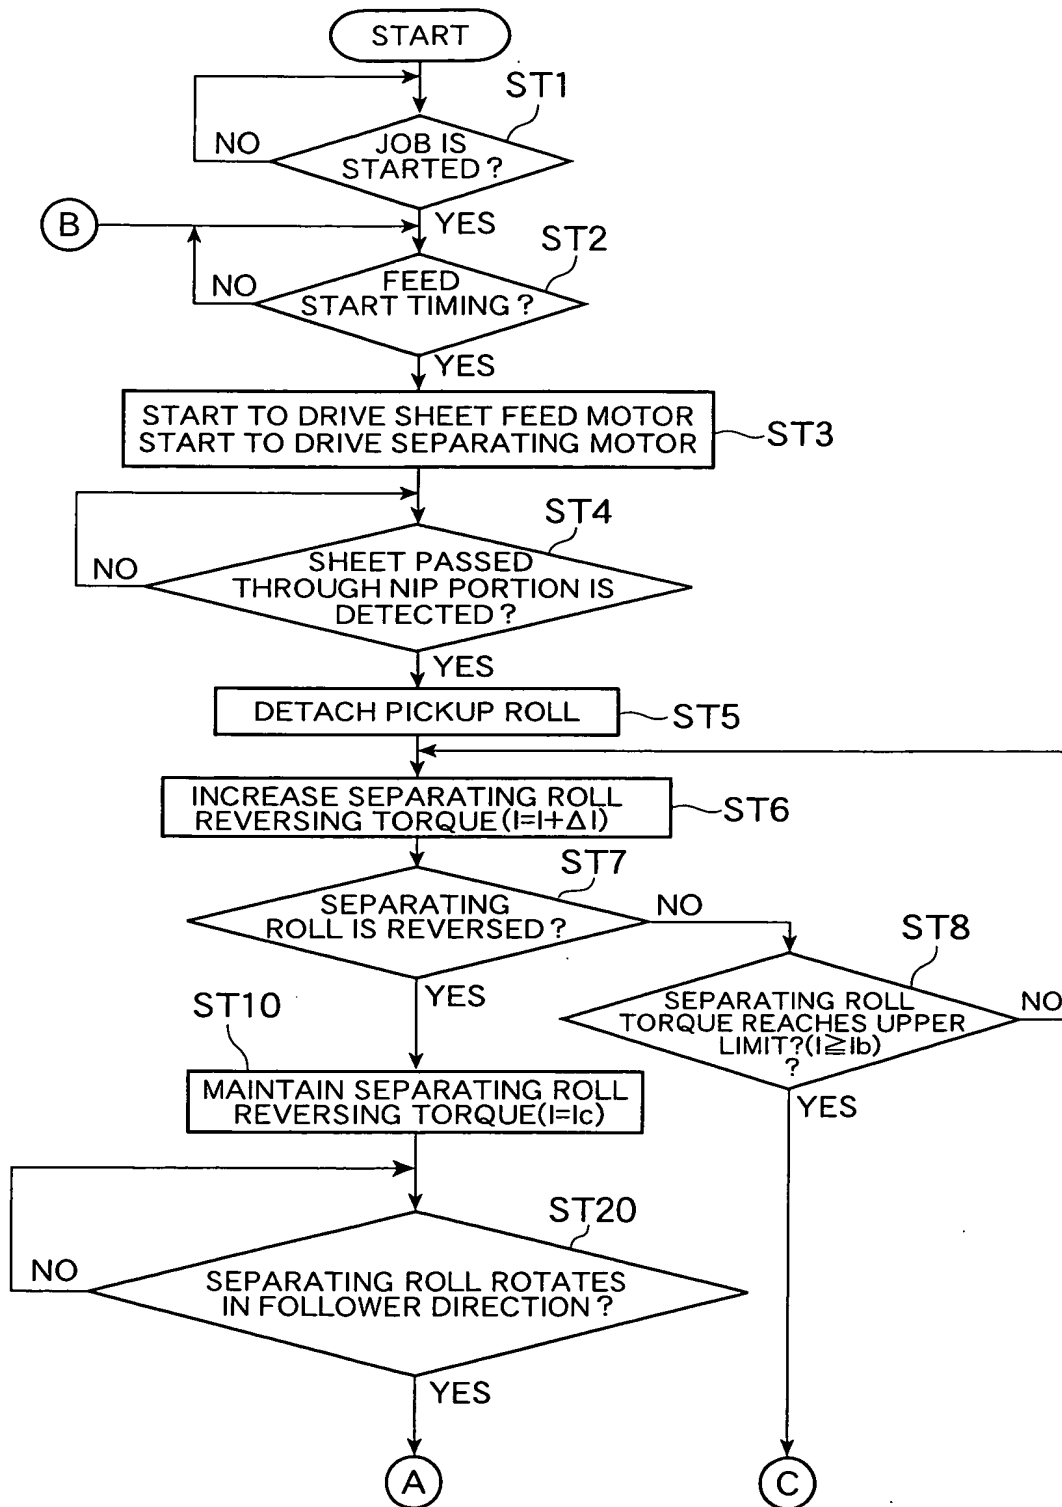 START
ST1
JOB IS
STARTED?
NO
YES
B
ST2
FEED
START TIMING?
NO
YES
START TO DRIVE SHEET FEED MOTOR
START TO DRIVE SEPARATING MOTOR
ST3
ST4
SHEET PASSED
THROUGH NIP PORTION IS
DETECTED?
NO
YES
DETACH PICKUP ROLL
ST5
INCREASE SEPARATING ROLL
REVERSING TORQUE(I=I+ΔI)
ST6
ST7
SEPARATING
ROLL IS REVERSED?
NO
YES
ST8
SEPARATING ROLL
TORQUE REACHES UPPER
LIMIT?(I≧Ib)
?
NO
YES
ST10
MAINTAIN SEPARATING ROLL
REVERSING TORQUE(I=Ic)
ST20
SEPARATING ROLL ROTATES
IN FOLLOWER DIRECTION?
NO
YES
A
C